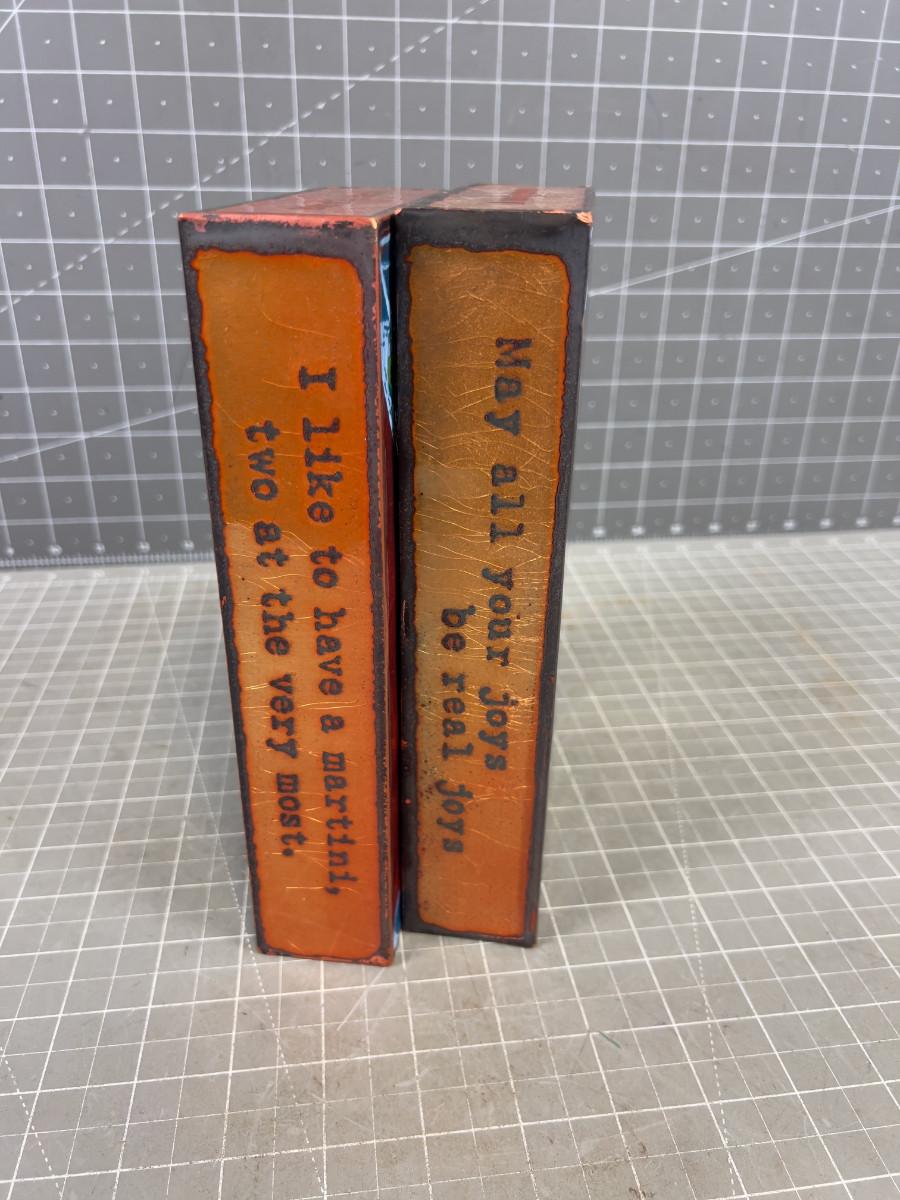 I like to have a martini,
two at the very most.
May all your joys
be real joys